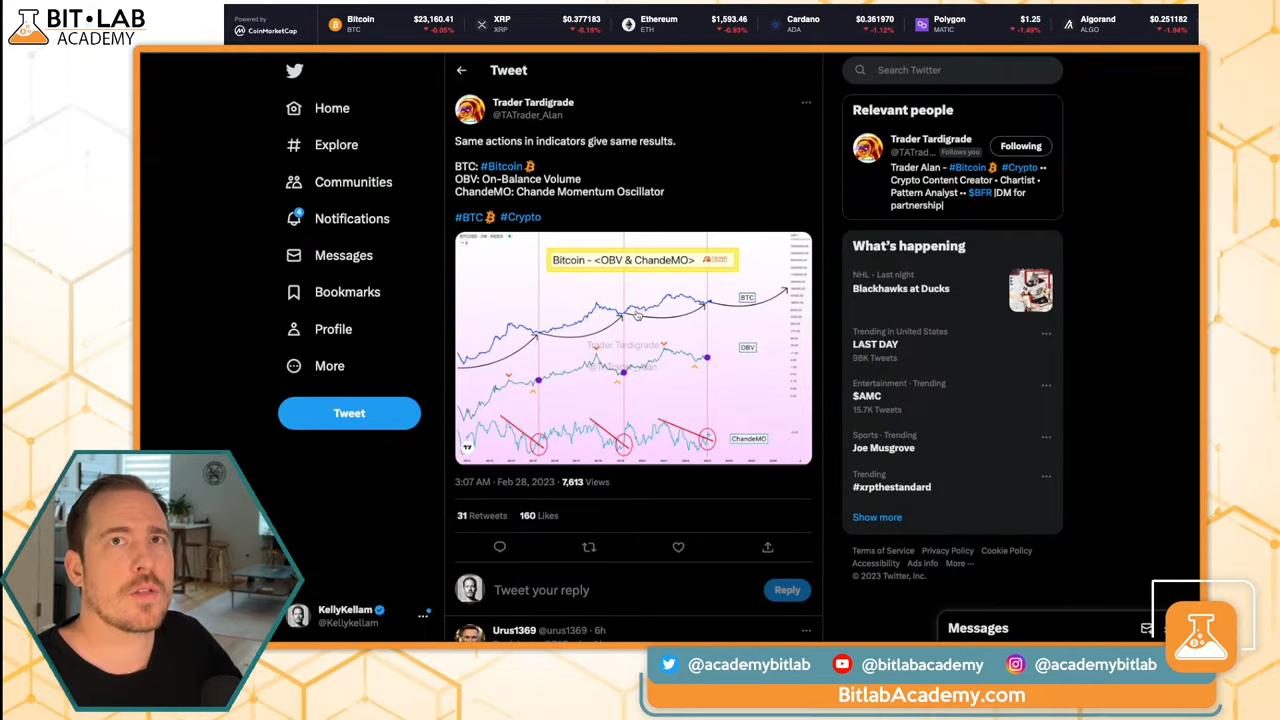 BIT•LAB
ACADEMY
Powered by
CoinMarketCap
Bitcoin
BTC
$23,160.41
-0.05%
XRP
XRP
$0.377183
-0.19%
Ethereum
ETH
$1,593.46
-0.93%
Cardano
ADA
$0.361970
-1.12%
Polygon
MATIC
$1.25
-1.49%
Algorand
ALGO
$0.251182
-1.94%
Home
Explore
Communities
4
Notifications
Messages
Bookmarks
Profile
More
Tweet
KellyKellam
@Kellykellam
Tweet
Trader Tardigrade
@TATrader_Alan
Same actions in indicators give same results.
BTC: #Bitcoin
OBV: On-Balance Volume
ChandeMO: Chande Momentum Oscillator
#BTC #Crypto
Bitcoin - <OBV & ChandeMO>
BTC
Trader Tardigrade
OBV
ChandeMO
3:07 AM · Feb 28, 2023 · 7,613 Views
31 Retweets 160 Likes
Tweet your reply
Reply
Urus1369 @urus1369 · 6h
Search Twitter
Relevant people
Trader Tardigrade
@TATrad... Follows you
Following
Trader Alan - #Bitcoin #Crypto ••
Crypto Content Creator • Chartist •
Pattern Analyst •• $BFR |DM for
partnership|
What's happening
NHL · Last night
Blackhawks at Ducks
Trending in United States
LAST DAY
98K Tweets
Entertainment · Trending
$AMC
15.7K Tweets
Sports · Trending
Joe Musgrove
Trending
#xrpthestandard
Show more
Terms of Service Privacy Policy Cookie Policy
Accessibility Ads info More ···
© 2023 Twitter, Inc.
Messages
@academybitlab
@bitlabacademy
@academybitlab
BitlabAcademy.com